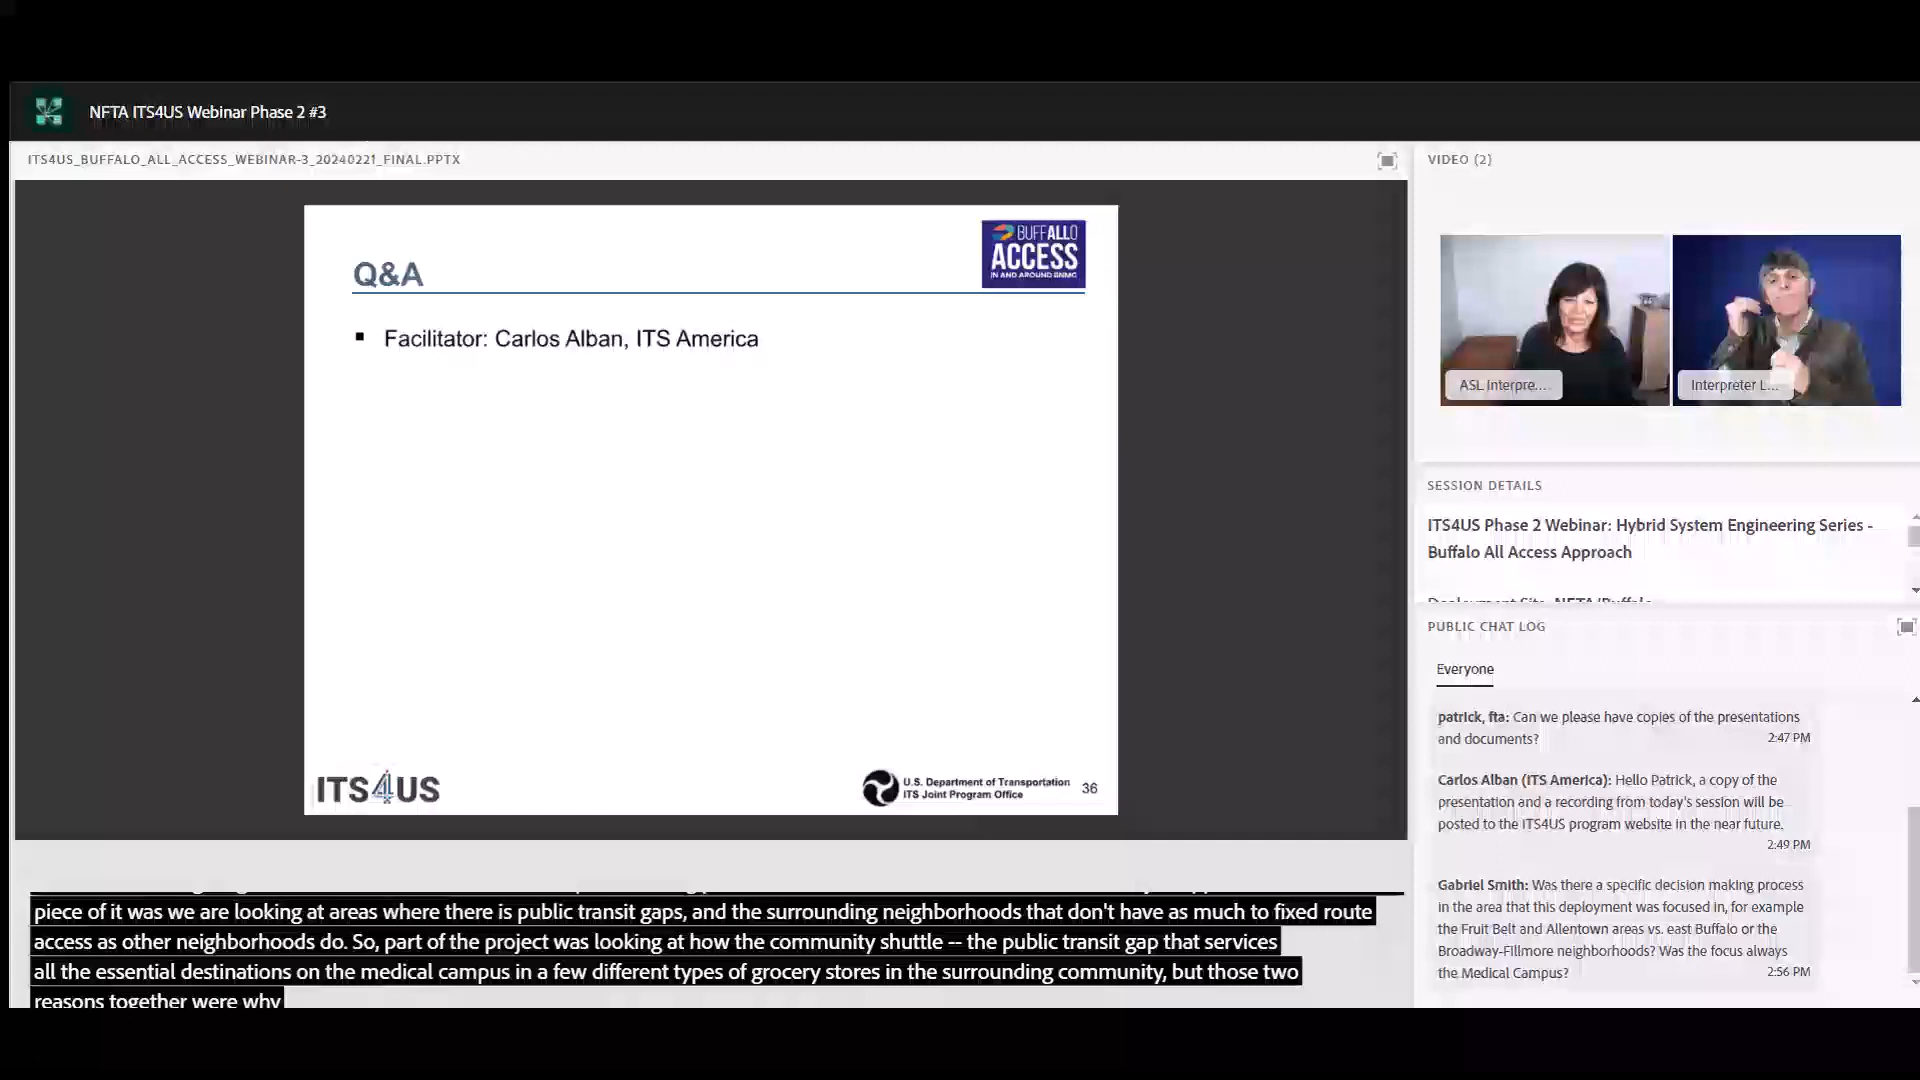 NFTA ITS4US Webinar Phase 2 #3
ITS4US_BUFFALO_ALL_ACCESS_WEBINAR-3_20240221_FINAL.PPTX
Q&A
BUFFALLO
ACCESS
IN AND AROUND BNMC
▪ Facilitator: Carlos Alban, ITS America
ITS4US
U.S. Department of Transportation
ITS Joint Program Office
36
piece of it was we are looking at areas where there is public transit gaps, and the surrounding neighborhoods that don't have as much to fixed route
access as other neighborhoods do. So, part of the project was looking at how the community shuttle -- the public transit gap that services
all the essential destinations on the medical campus in a few different types of grocery stores in the surrounding community, but those two
reasons together were why
VIDEO (2)
ASL Interpre...
Interpreter L...
SESSION DETAILS
ITS4US Phase 2 Webinar: Hybrid System Engineering Series -
Buffalo All Access Approach
Deployment Site: NFTA/Buffalo
PUBLIC CHAT LOG
Everyone
patrick, fta: Can we please have copies of the presentations
and documents?
2:47 PM
Carlos Alban (ITS America): Hello Patrick, a copy of the
presentation and a recording from today's session will be
posted to the ITS4US program website in the near future.
2:49 PM
Gabriel Smith: Was there a specific decision making process
in the area that this deployment was focused in, for example
the Fruit Belt and Allentown areas vs. east Buffalo or the
Broadway-Fillmore neighborhoods? Was the focus always
the Medical Campus?
2:56 PM